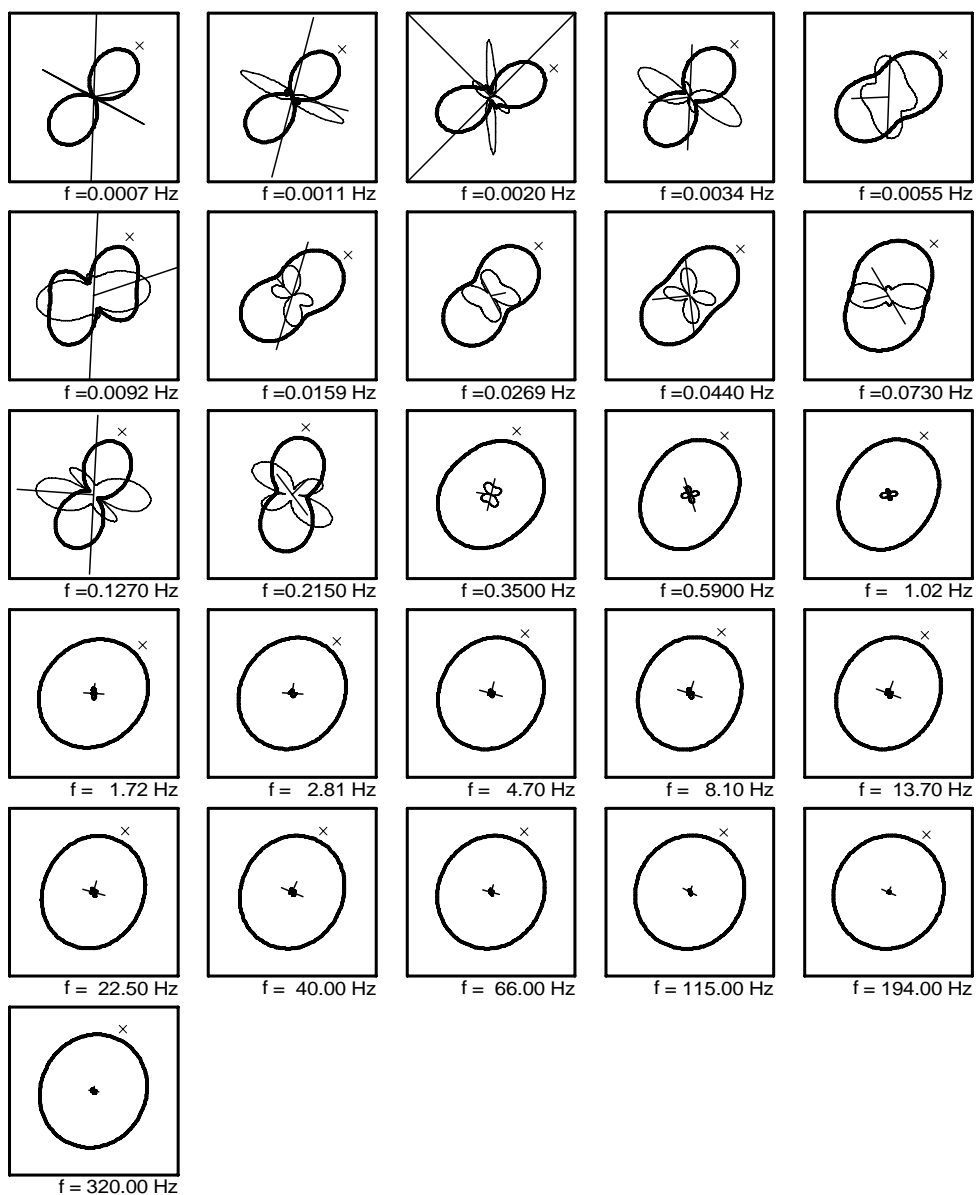 f =0.0007 Hz f =0.0011 Hz f =0.0020 Hz f =0.0034 Hz f =0.0055 Hz
f =0.0092 Hz f =0.0159 Hz f =0.0269 Hz f =0.0440 Hz f =0.0730 Hz
f =0.1270 Hz f =0.2150 Hz f =0.3500 Hz f =0.5900 Hz f = 1.02 Hz
f = 1.72 Hz f = 2.81 Hz f = 4.70 Hz f = 8.10 Hz f = 13.70 Hz
f = 22.50 Hz f = 40.00 Hz f = 66.00 Hz f = 115.00 Hz f = 194.00 Hz
f = 320.00 Hz